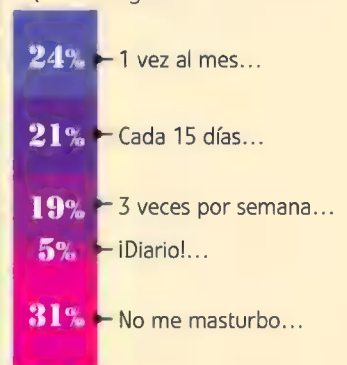 24% 1 vez al mes...
21% Cada 15 días...
19% 3 veces por semana...
5% ¡Diario!...
31% No me masturbo...